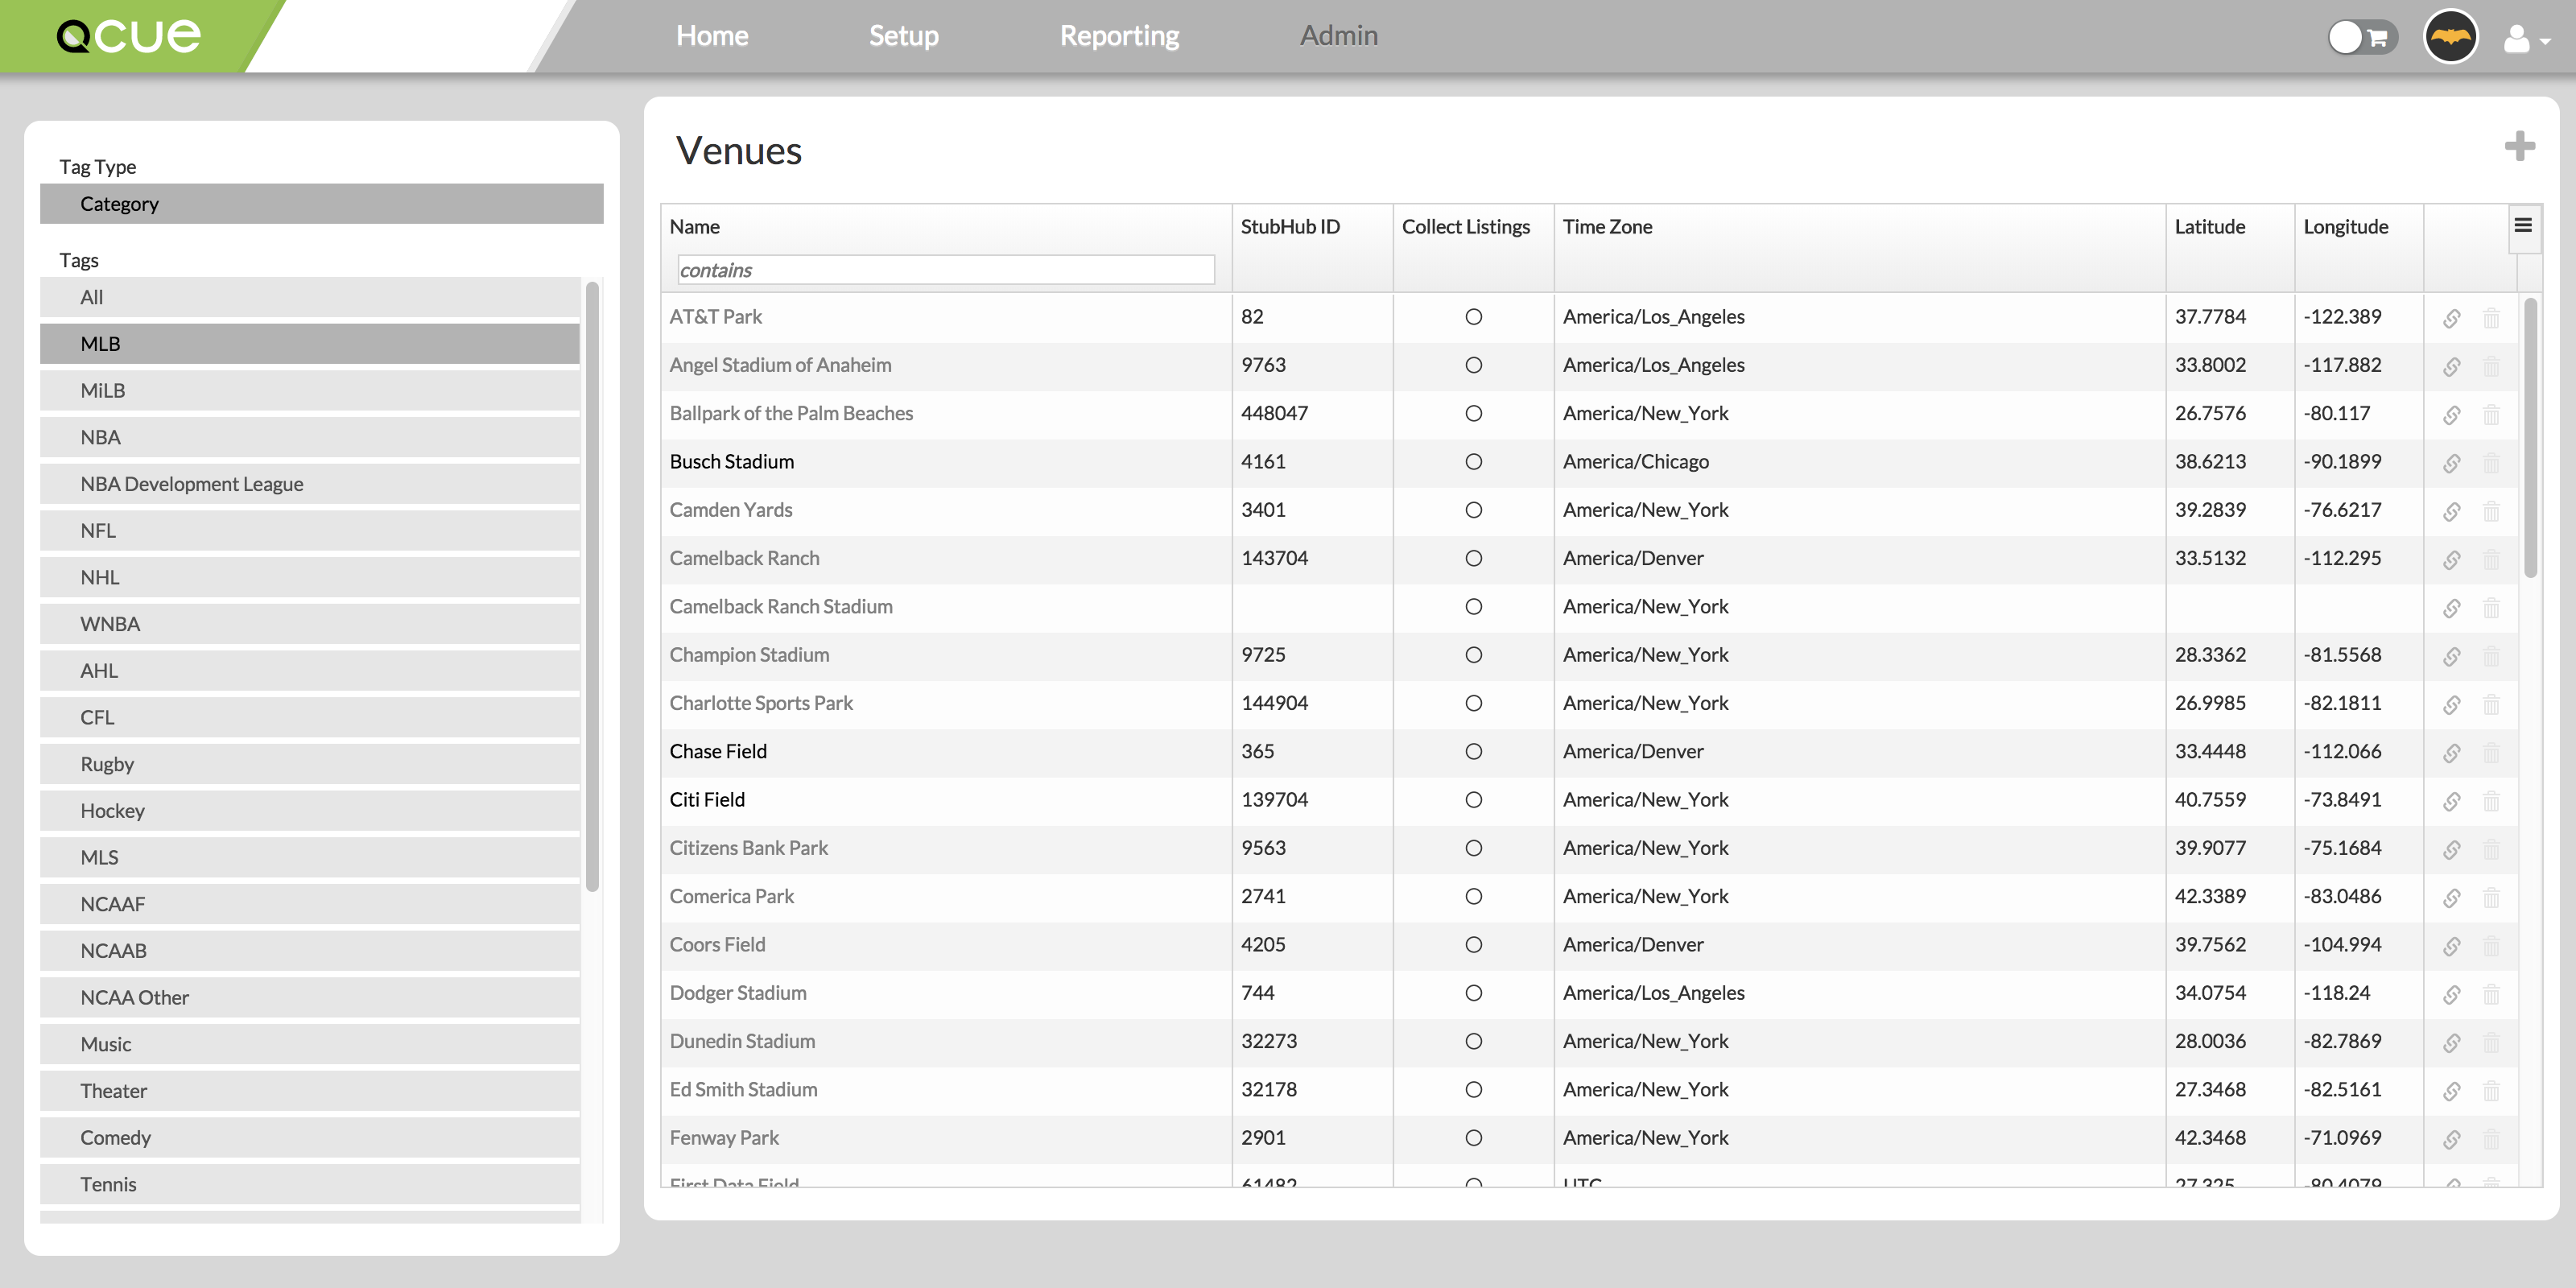 QCUE
Home Setup Reporting Admin
Tag Type
Category
Tags
All
MLB
MiLB
NBA
NBA Development League
NFL
NHL
WNBA
AHL
CFL
Rugby
Hockey
MLS
NCAAF
NCAAB
NCAA Other
Music
Theater
Comedy
Tennis
Venues
Name StubHub ID Collect Listings Time Zone Latitude Longitude
contains
AT&T Park 82 America/Los_Angeles 37.7784 -122.389
Angel Stadium of Anaheim 9763 America/Los_Angeles 33.8002 -117.882
Ballpark of the Palm Beaches 448047 America/New_York 26.7576 -80.117
Busch Stadium 4161 America/Chicago 38.6213 -90.1899
Camden Yards 3401 America/New_York 39.2839 -76.6217
Camelback Ranch 143704 America/Denver 33.5132 -112.295
Camelback Ranch Stadium America/New_York
Champion Stadium 9725 America/New_York 28.3362 -81.5568
Charlotte Sports Park 144904 America/New_York 26.9985 -82.1811
Chase Field 365 America/Denver 33.4448 -112.066
Citi Field 139704 America/New_York 40.7559 -73.8491
Citizens Bank Park 9563 America/New_York 39.9077 -75.1684
Comerica Park 2741 America/New_York 42.3389 -83.0486
Coors Field 4205 America/Denver 39.7562 -104.994
Dodger Stadium 744 America/Los_Angeles 34.0754 -118.24
Dunedin Stadium 32273 America/New_York 28.0036 -82.7869
Ed Smith Stadium 32178 America/New_York 27.3468 -82.5161
Fenway Park 2901 America/New_York 42.3468 -71.0969
First Data Field 61482 UTC 27.325 -80.4079